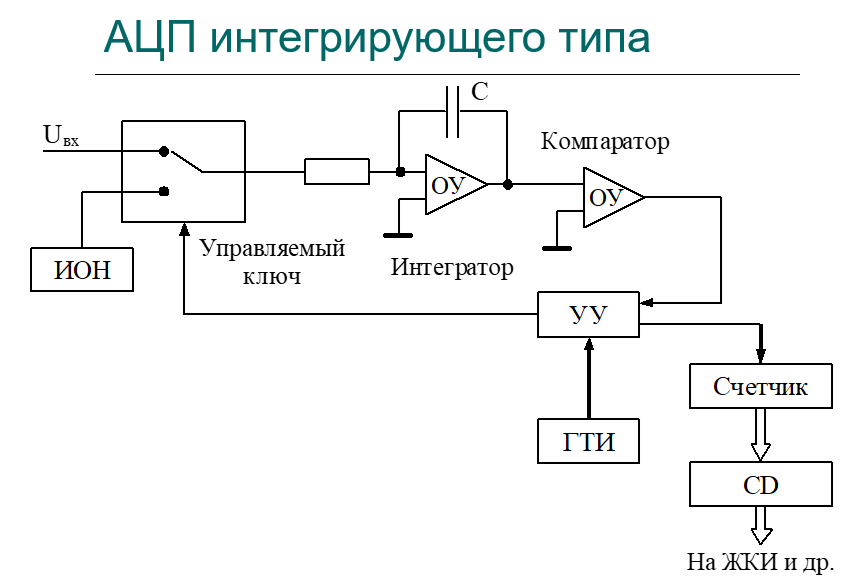 АЦП интегрирующего типа
C
Uвх
Компаратор
ОУ
ОУ
Управляемый
ключ
Интегратор
ИОН
УУ
Счетчик
ГТИ
CD
На ЖКИ и др.